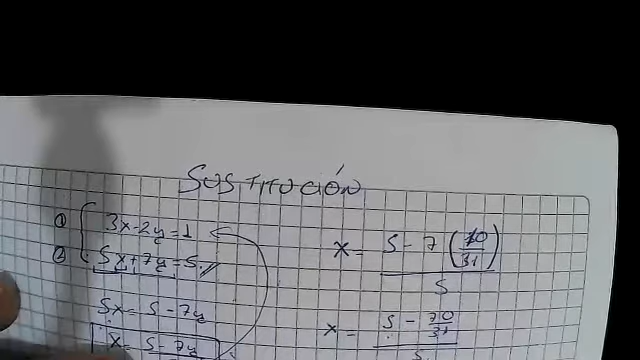 SUSTITUCIÓN
① 3x-2y=1
② 5x+7y=5
5x = 5-7y
x = 5-7y
x = 5-7(10/31) / 5
x = 5 - 70/31